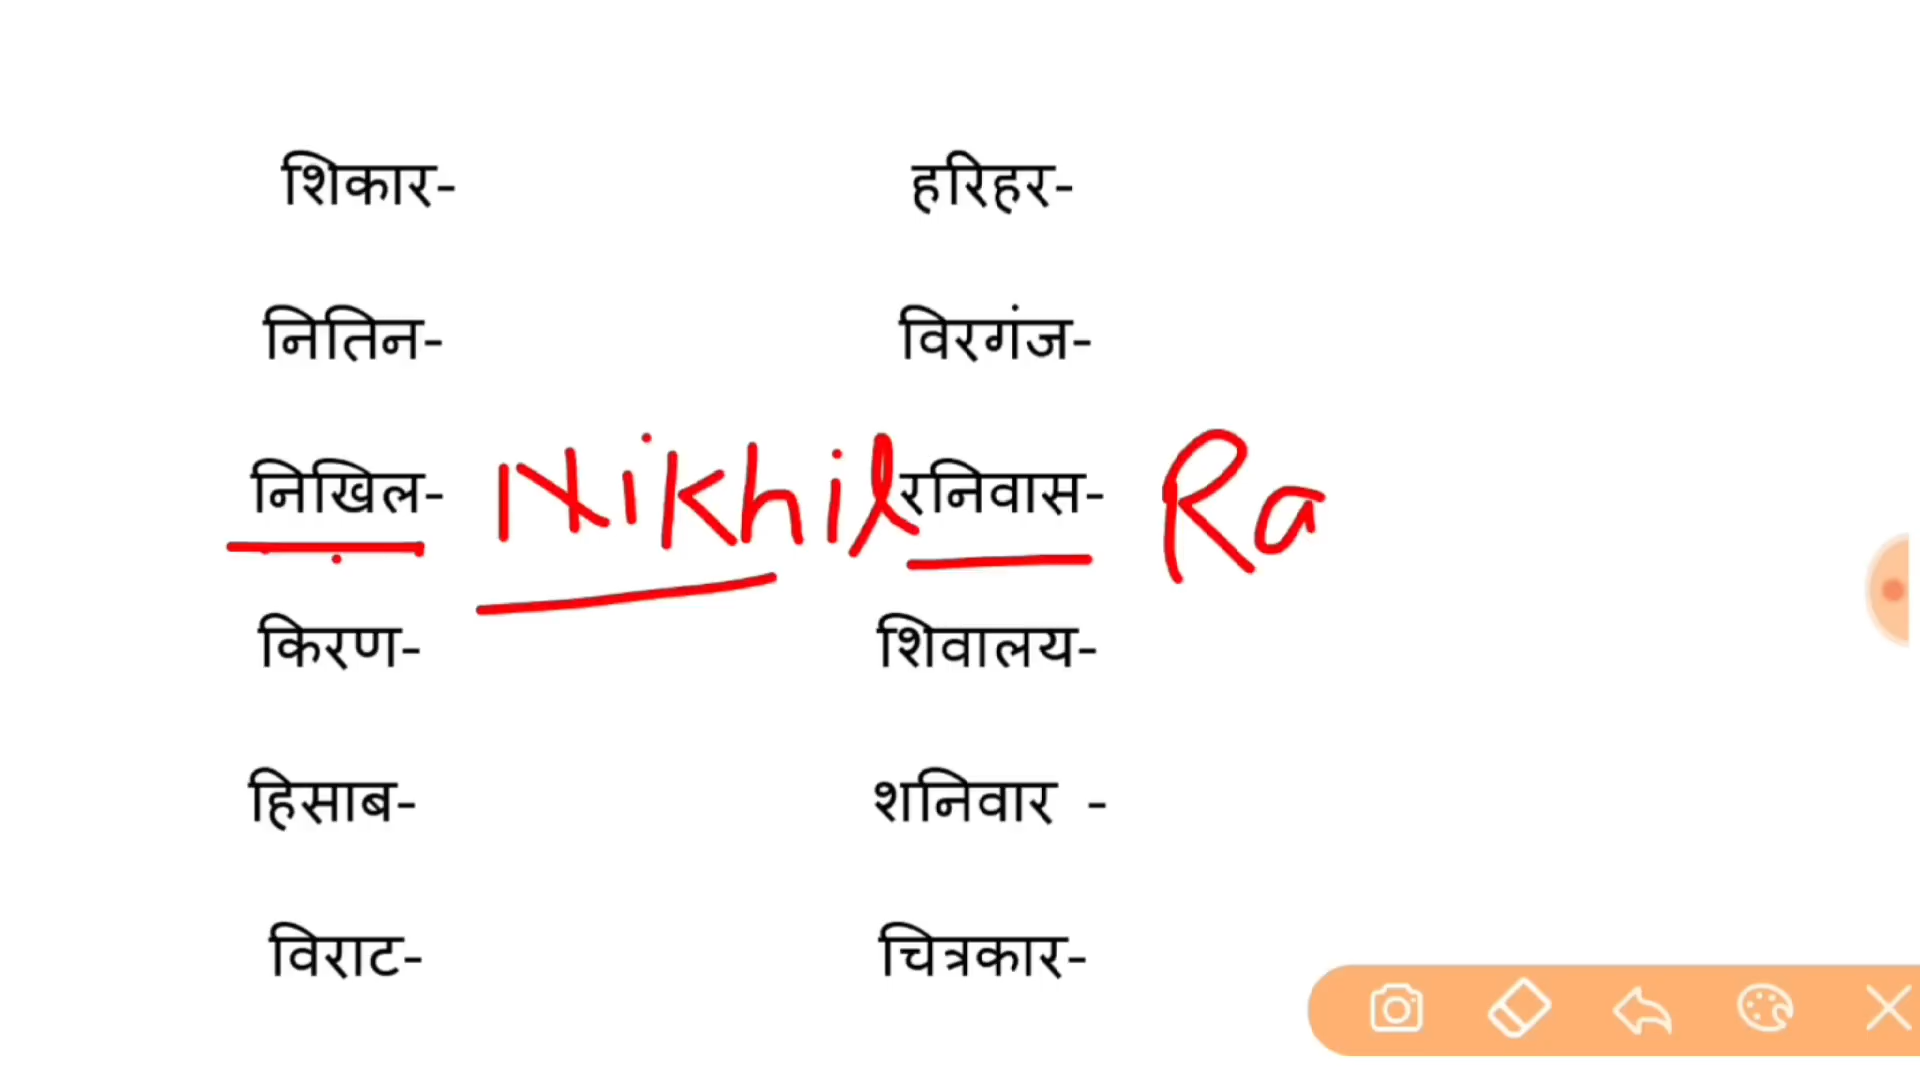 शिकार- हरिहर-
नितिन- विरगंज-
निखिल- Nikhil रनिवास- Ra
किरण- शिवालय-
हिसाब- शनिवार -
विराट- चित्रकार-